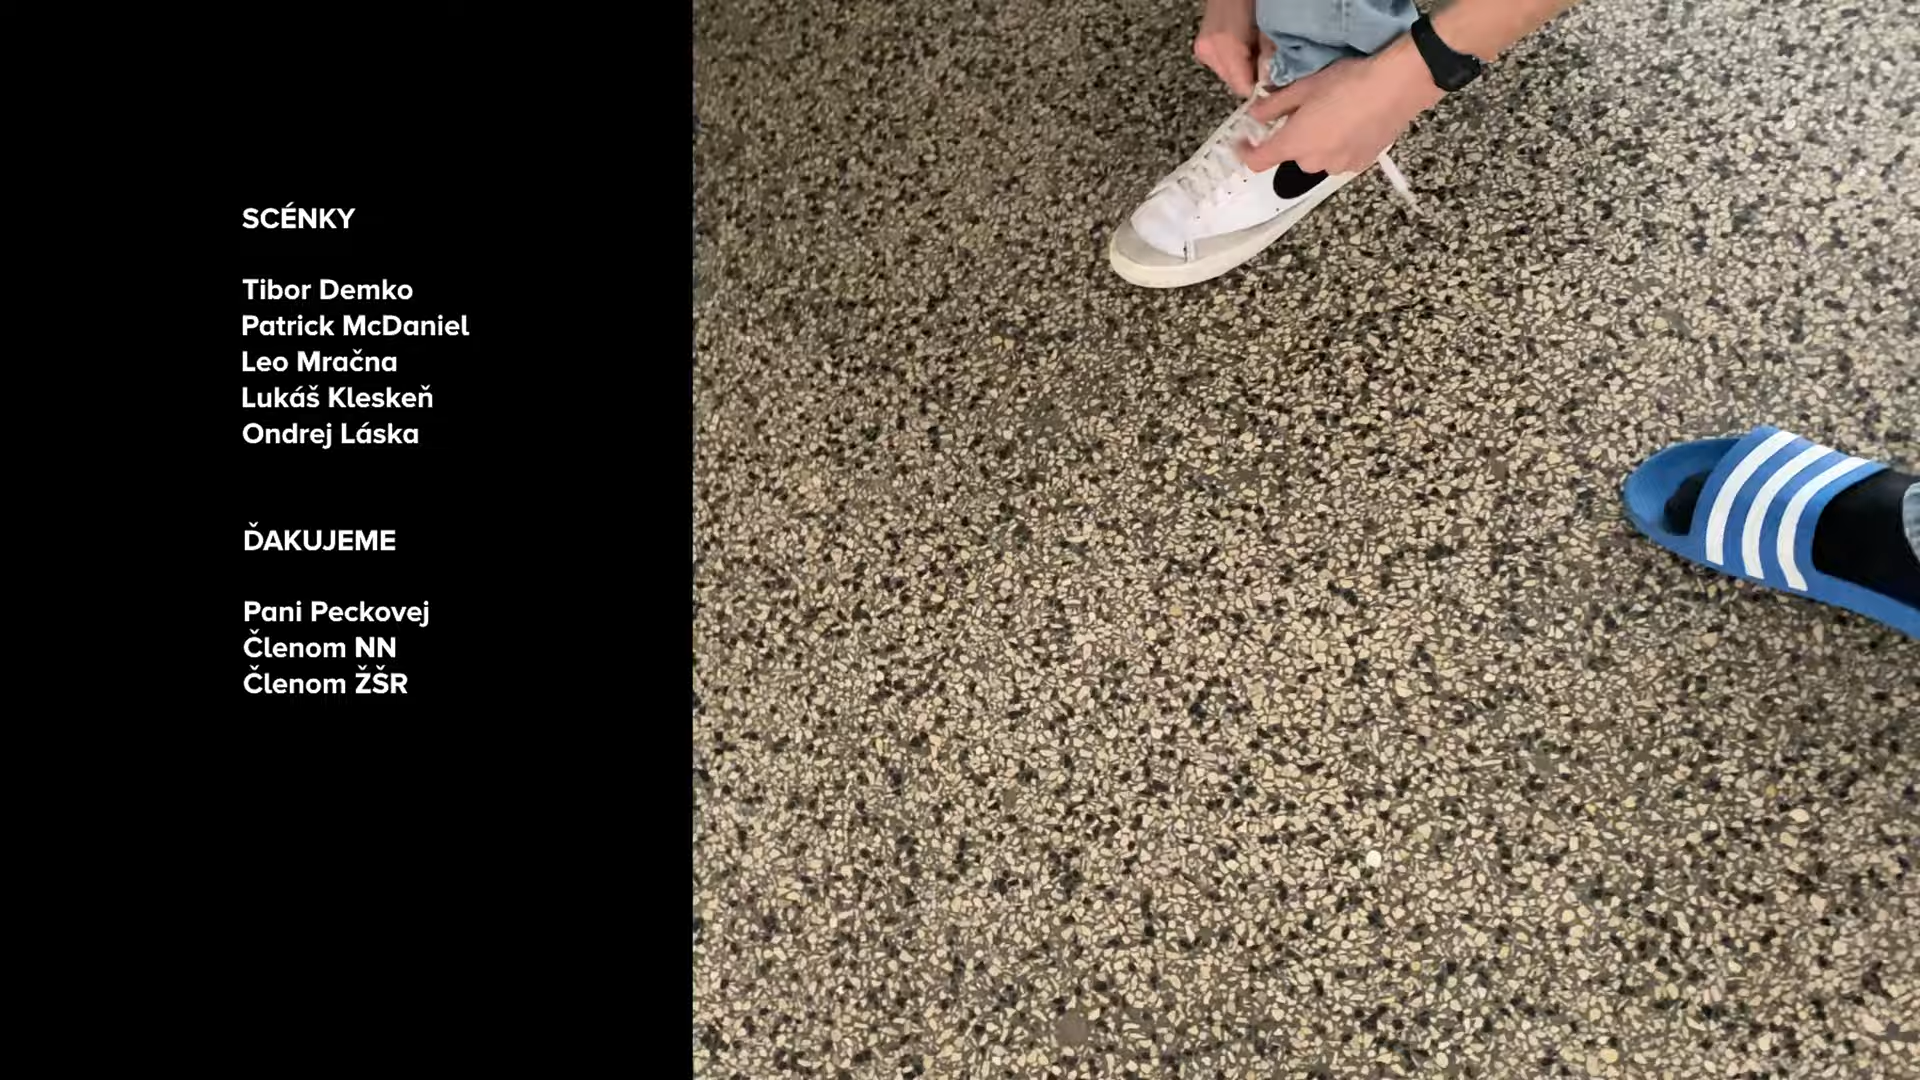 SCÉNKY
Tibor Demko
Patrick McDaniel
Leo Mračna
Lukáš Kleskeň
Ondrej Láska
ĎAKUJEME
Pani Peckovej
Členom NN
Členom ŽŠR